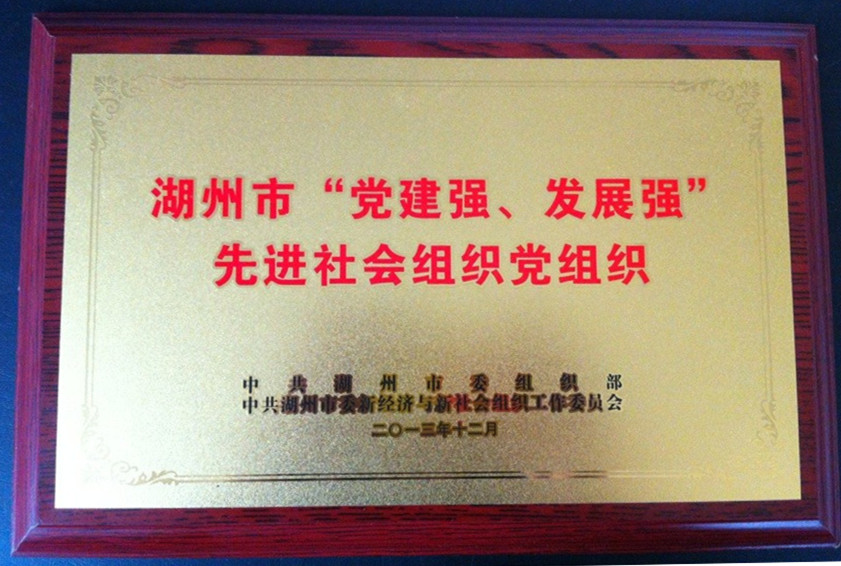 湖州市“党建强、发展强”
先进社会组织党组织
中共湖州市委组织部
中共湖州市委新经济与新社会组织工作委员会
二〇一三年十二月